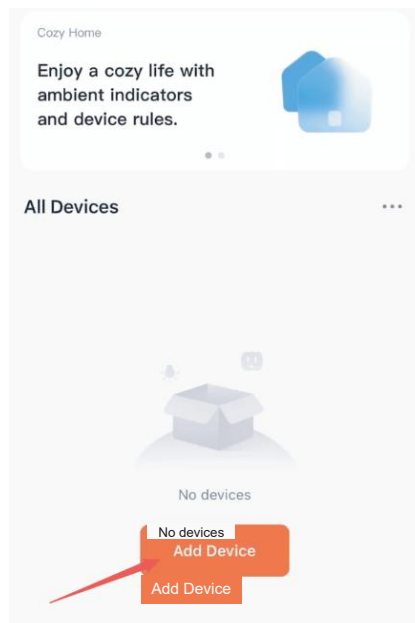 Cozy Home
Enjoy a cozy life with
ambient indicators
and device rules.
All Devices
No devices
No devices
Add Device
Add Device